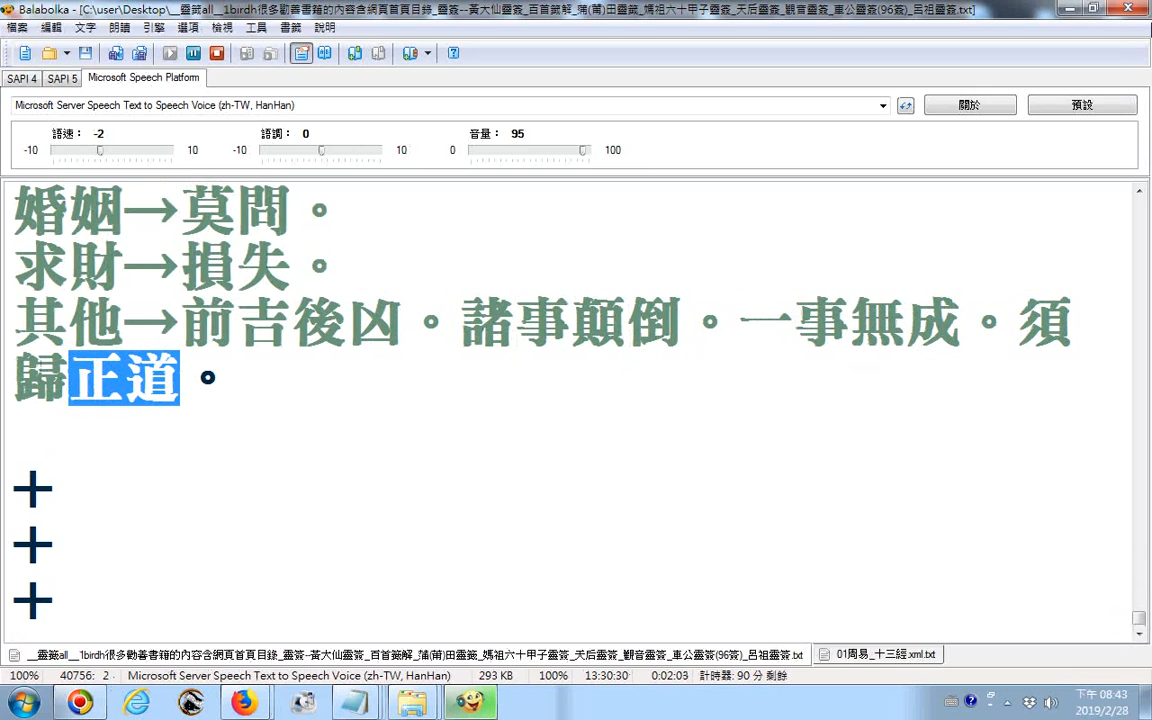 Balabolka - [C:\user\Desktop\__靈籤all__1birdh很多勸善書籍的內容含網頁首頁目錄_靈簽--黃大仙靈簽_百首籤解_蒲(莆)田靈籤_媽祖六十甲子靈簽_天后靈簽_觀音靈簽_車公靈簽(96簽)_呂祖靈簽.txt]
檔案 編輯 文字 朗讀 引擎 選項 檢視 工具 書籤 說明
SAPI 4 SAPI 5 Microsoft Speech Platform
Microsoft Server Speech Text to Speech Voice (zh-TW, HanHan) 關於 預設
語速： -2 語調： 0 音量： 95
-10 10 -10 10 0 100
婚姻→莫問。
求財→損失。
其他→前吉後凶。諸事顛倒。一事無成。須
歸正道。
＋
＋
＋
__靈籤all__1birdh很多勸善書籍的內容含網頁首頁目錄_靈簽--黃大仙靈簽_百首籤解_蒲(莆)田靈籤_媽祖六十甲子靈簽_天后靈簽_觀音靈簽_車公靈簽(96簽)_呂祖靈簽.txt 01周易_十三經.xml.txt
100% 40756: 2 Microsoft Server Speech Text to Speech Voice (zh-TW, HanHan) 293 KB 100% 13:30:30 0:02:03 計時器: 90 分 剩餘
下午 08:43
2019/2/28